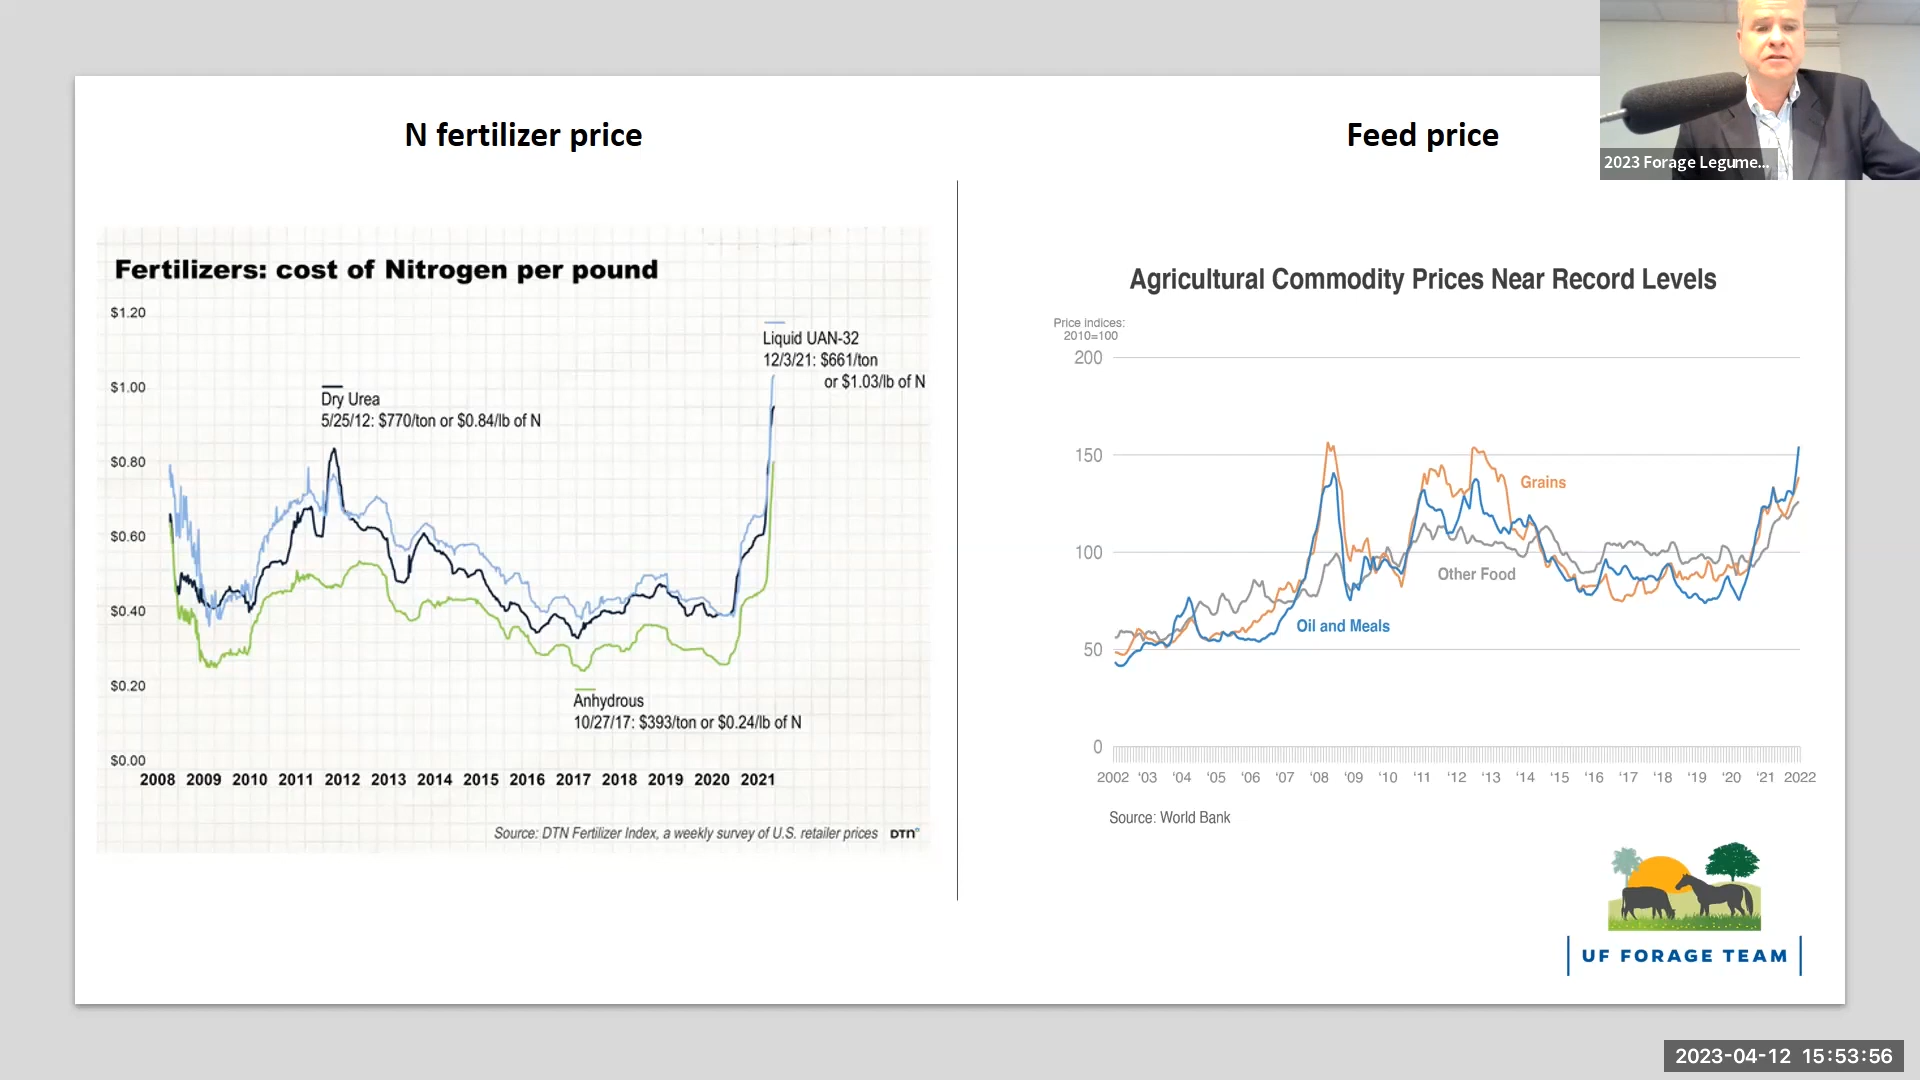 N fertilizer price
Feed price
2023 Forage Legume...
Fertilizers: cost of Nitrogen per pound
$1.20
$1.00
$0.80
$0.60
$0.40
$0.20
$0.00
Liquid UAN-32
12/3/21: $661/ton
or $1.03/lb of N
Dry Urea
5/25/12: $770/ton or $0.84/lb of N
Anhydrous
10/27/17: $393/ton or $0.24/lb of N
2008 2009 2010 2011 2012 2013 2014 2015 2016 2017 2018 2019 2020 2021
Source: DTN Fertilizer Index, a weekly survey of U.S. retailer prices DTN
Agricultural Commodity Prices Near Record Levels
Price indices:
2010=100
200
150
100
50
0
Grains
Other Food
Oil and Meals
2002 '03 '04 '05 '06 '07 '08 '09 '10 '11 '12 '13 '14 '15 '16 '17 '18 '19 '20 '21 2022
Source: World Bank
UF FORAGE TEAM
2023-04-12 15:53:56